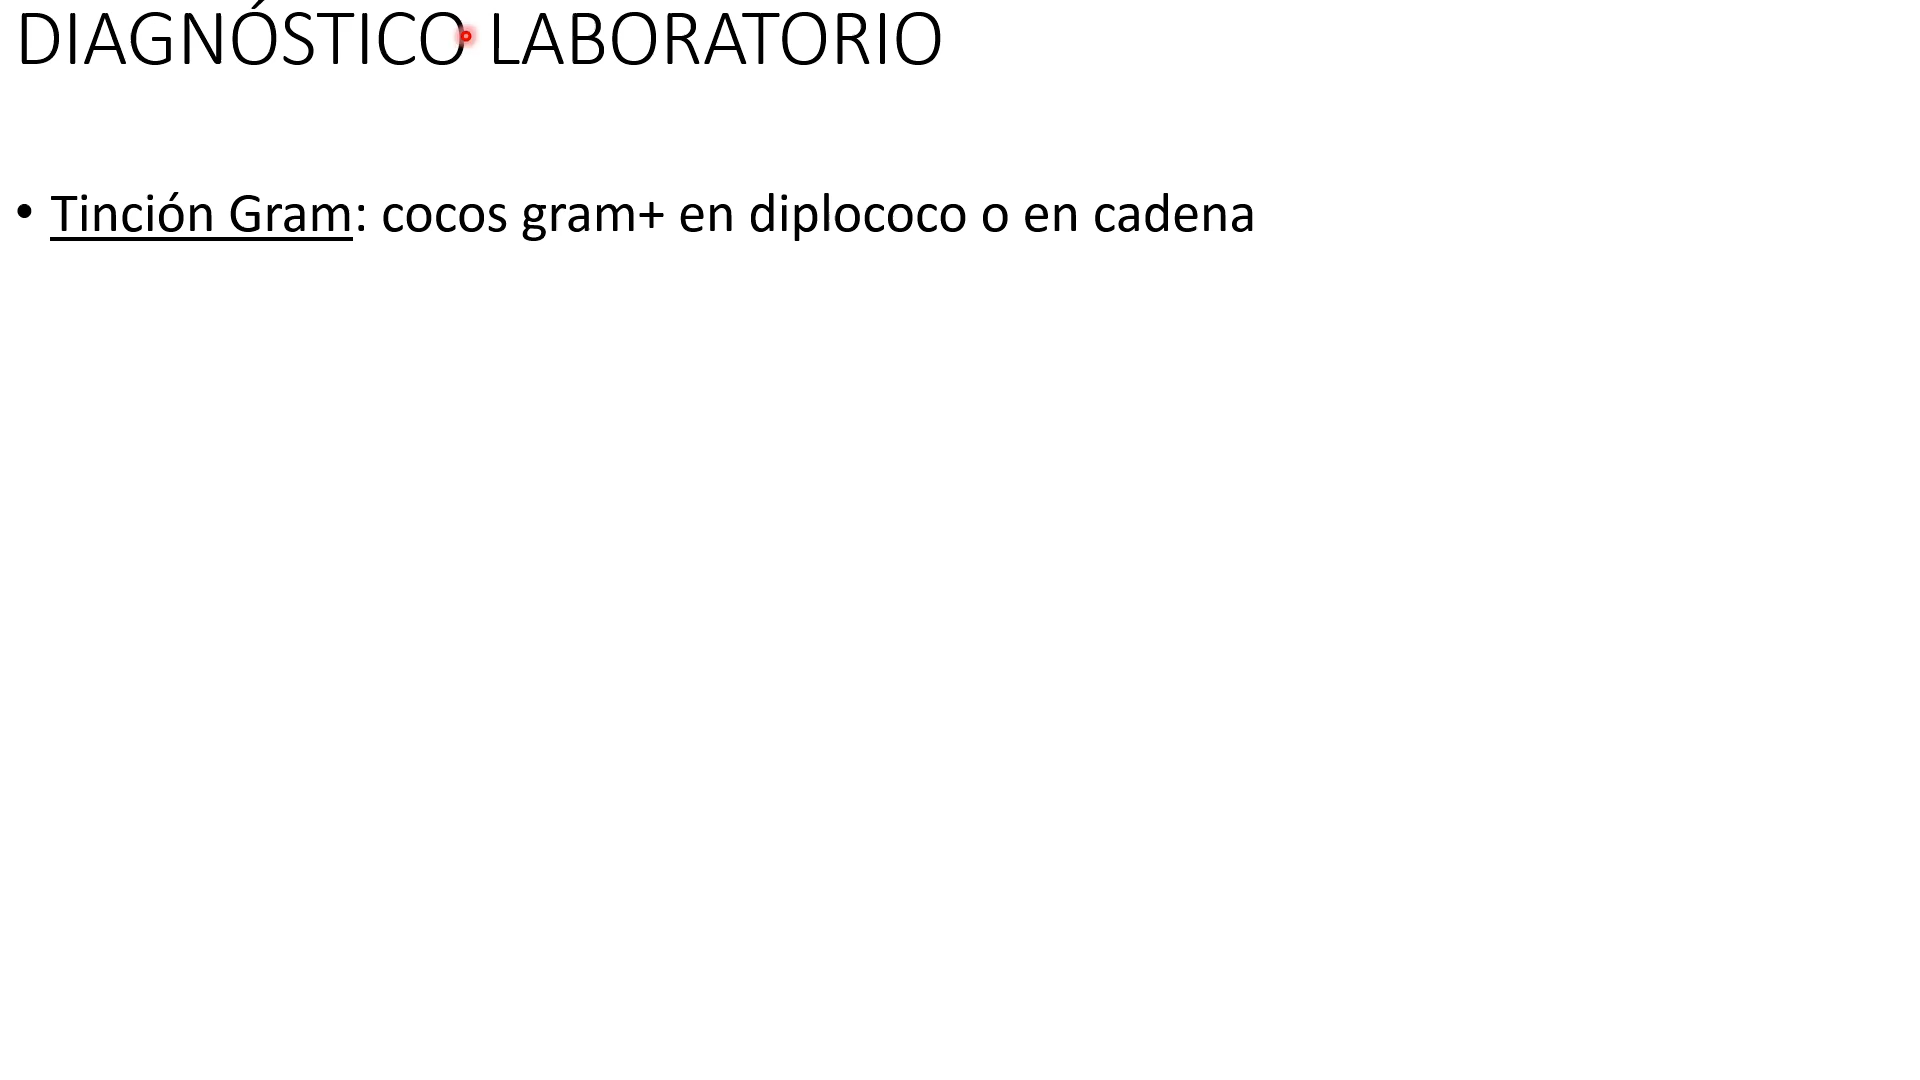 DIAGNÓSTICO LABORATORIO
• Tinción Gram: cocos gram+ en diplococo o en cadena